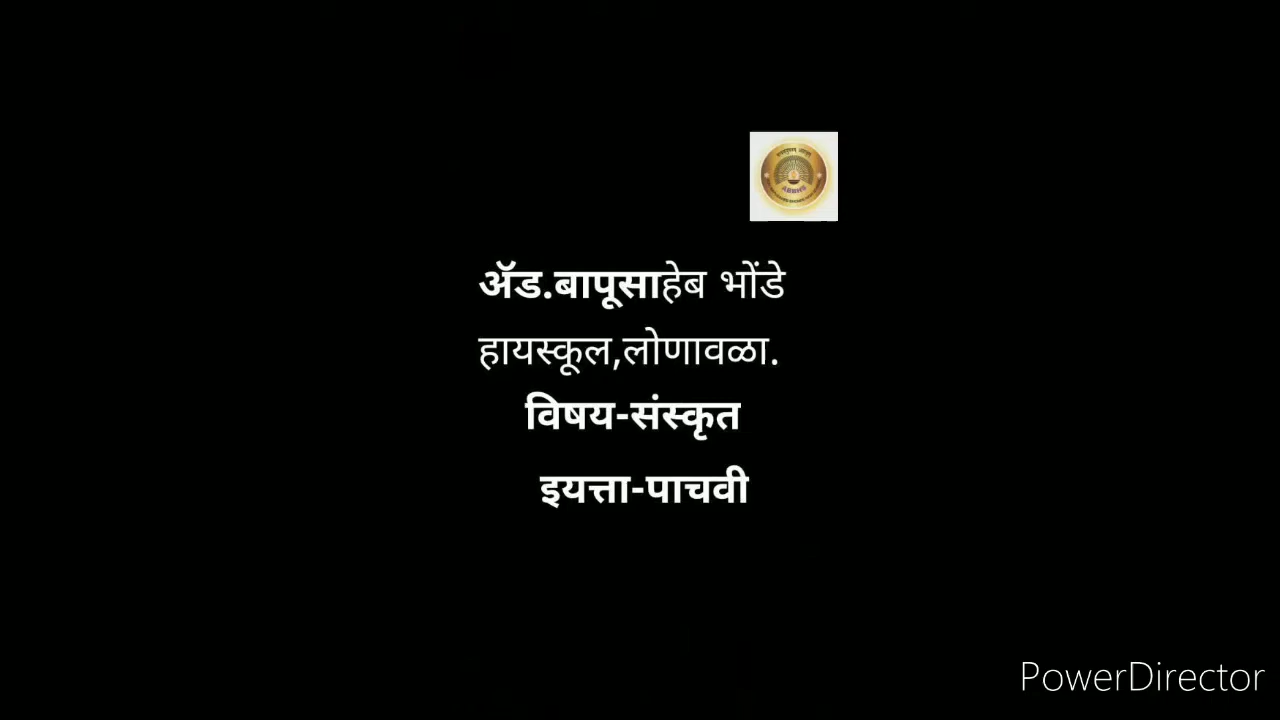 ॲड.बापूसाहेब भोंडे
हायस्कूल,लोणावळा.
विषय-संस्कृत
इयत्ता-पाचवी
PowerDirector